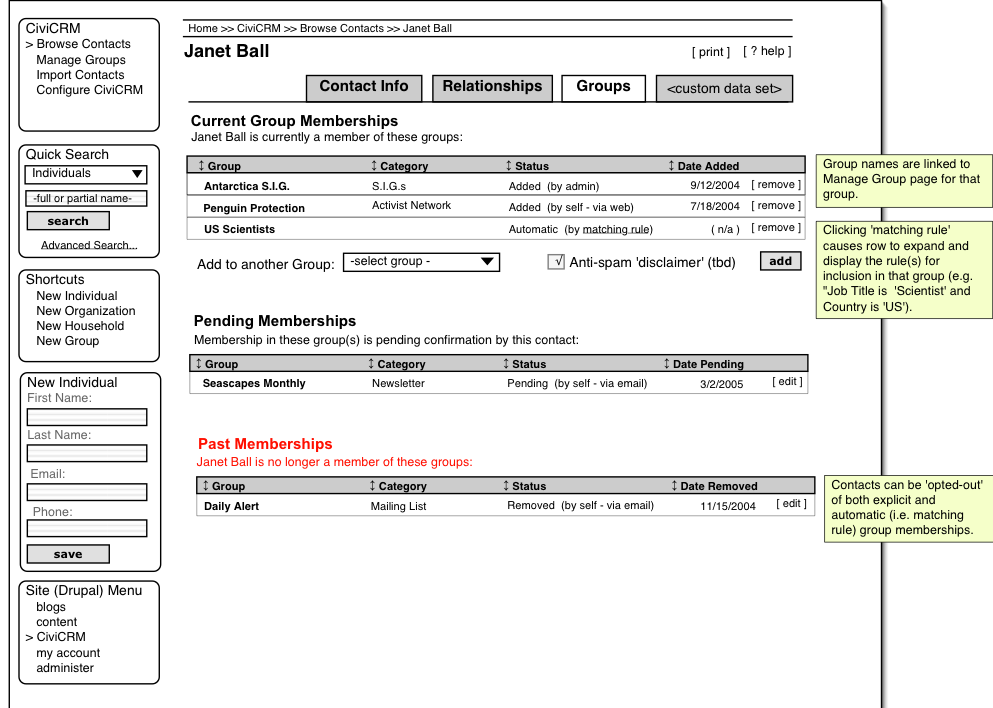 CiviCRM
> Browse Contacts
Manage Groups
Import Contacts
Configure CiviCRM
Quick Search
Individuals
-full or partial name-
search
Advanced Search...
Shortcuts
New Individual
New Organization
New Household
New Group
New Individual
First Name:
Last Name:
Email:
Phone:
save
Site (Drupal) Menu
blogs
content
> CiviCRM
my account
administer
Home >> CiviCRM >> Browse Contacts >> Janet Ball
Janet Ball [ print ] [ ? help ]
Contact Info Relationships Groups <custom data set>
Current Group Memberships
Janet Ball is currently a member of these groups:
↕ Group ↕ Category ↕ Status ↕ Date Added
Antarctica S.I.G. S.I.G.s Added (by admin) 9/12/2004 [ remove ]
Penguin Protection Activist Network Added (by self - via web) 7/18/2004 [ remove ]
US Scientists Automatic (by matching rule) ( n/a ) [ remove ]
Add to another Group: -select group - √ Anti-spam 'disclaimer' (tbd) add
Pending Memberships
Membership in these group(s) is pending confirmation by this contact:
↕ Group ↕ Category ↕ Status ↕ Date Pending
Seascapes Monthly Newsletter Pending (by self - via email) 3/2/2005 [ edit ]
Past Memberships
Janet Ball is no longer a member of these groups:
↕ Group ↕ Category ↕ Status ↕ Date Removed
Daily Alert Mailing List Removed (by self - via email) 11/15/2004 [ edit ]
Group names are linked to
Manage Group page for that
group.
Clicking 'matching rule'
causes row to expand and
display the rule(s) for
inclusion in that group (e.g.
"Job Title is 'Scientist' and
Country is 'US').
Contacts can be 'opted-out'
of both explicit and
automatic (i.e. matching
rule) group memberships.